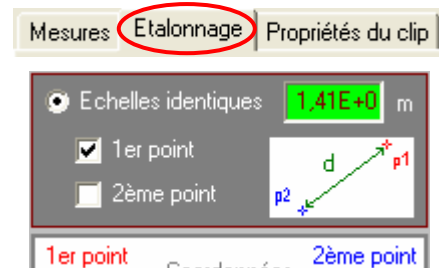 Mesures Etalonnage Propriétés du clip
Echelles identiques 1,41E+0 m
1er point
2ème point
d
p1
p2
1er point Coordonnées 2ème point